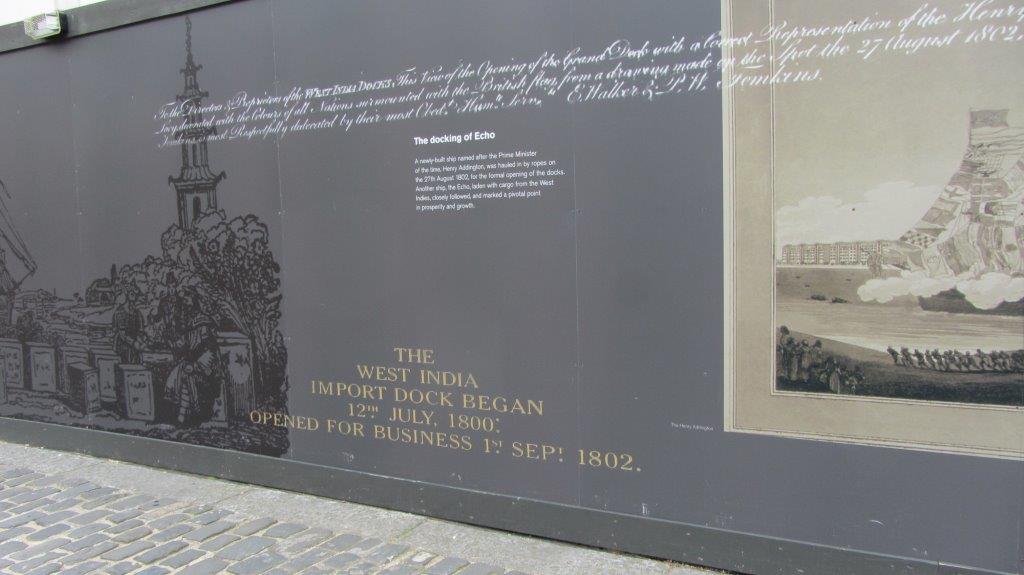 To the Directors & Proprietors of the WEST INDIA DOCKS, This View of the Opening of the Grand Dock with a Correct Representation of the Henry
decorated with the Colours of all Nations surmounted with the British flag, from a drawing made on the Spot the 27 August 1802,
is most Respectfully dedicated by their most Obed.t Hum.le Serv.ts E. Walker & P. W. Tomkins.
The docking of Echo
A newly-built ship named after the Prime Minister
of the time, Henry Addington, was hauled in by ropes on
the 27th August 1802, for the formal opening of the docks.
Another ship, the Echo, laden with cargo from the West
Indies, closely followed, and marked a pivotal point
in prosperity and growth.
THE
WEST INDIA
IMPORT DOCK BEGAN
12TH JULY, 1800:
OPENED FOR BUSINESS 1ST SEPT 1802.
The Henry Addington